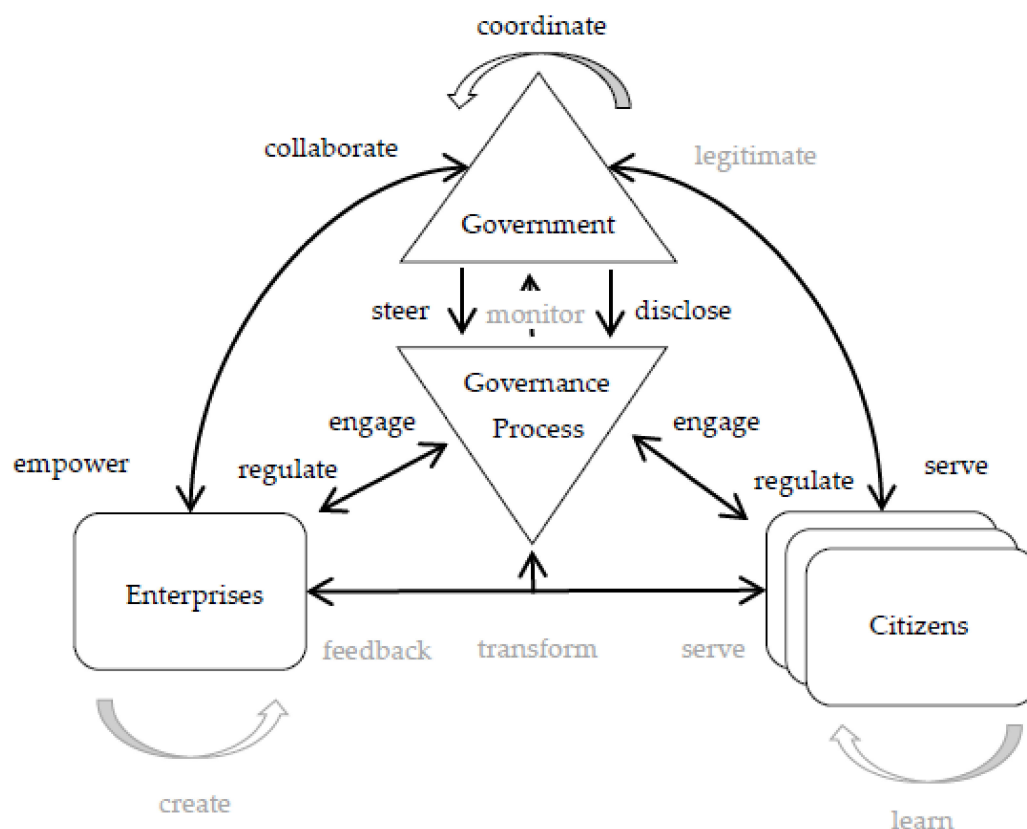 coordinate
collaborate
legitimate
Government
steer
monitor
disclose
Governance
Process
engage
engage
empower
regulate
regulate
serve
Enterprises
Citizens
feedback
transform
serve
create
learn